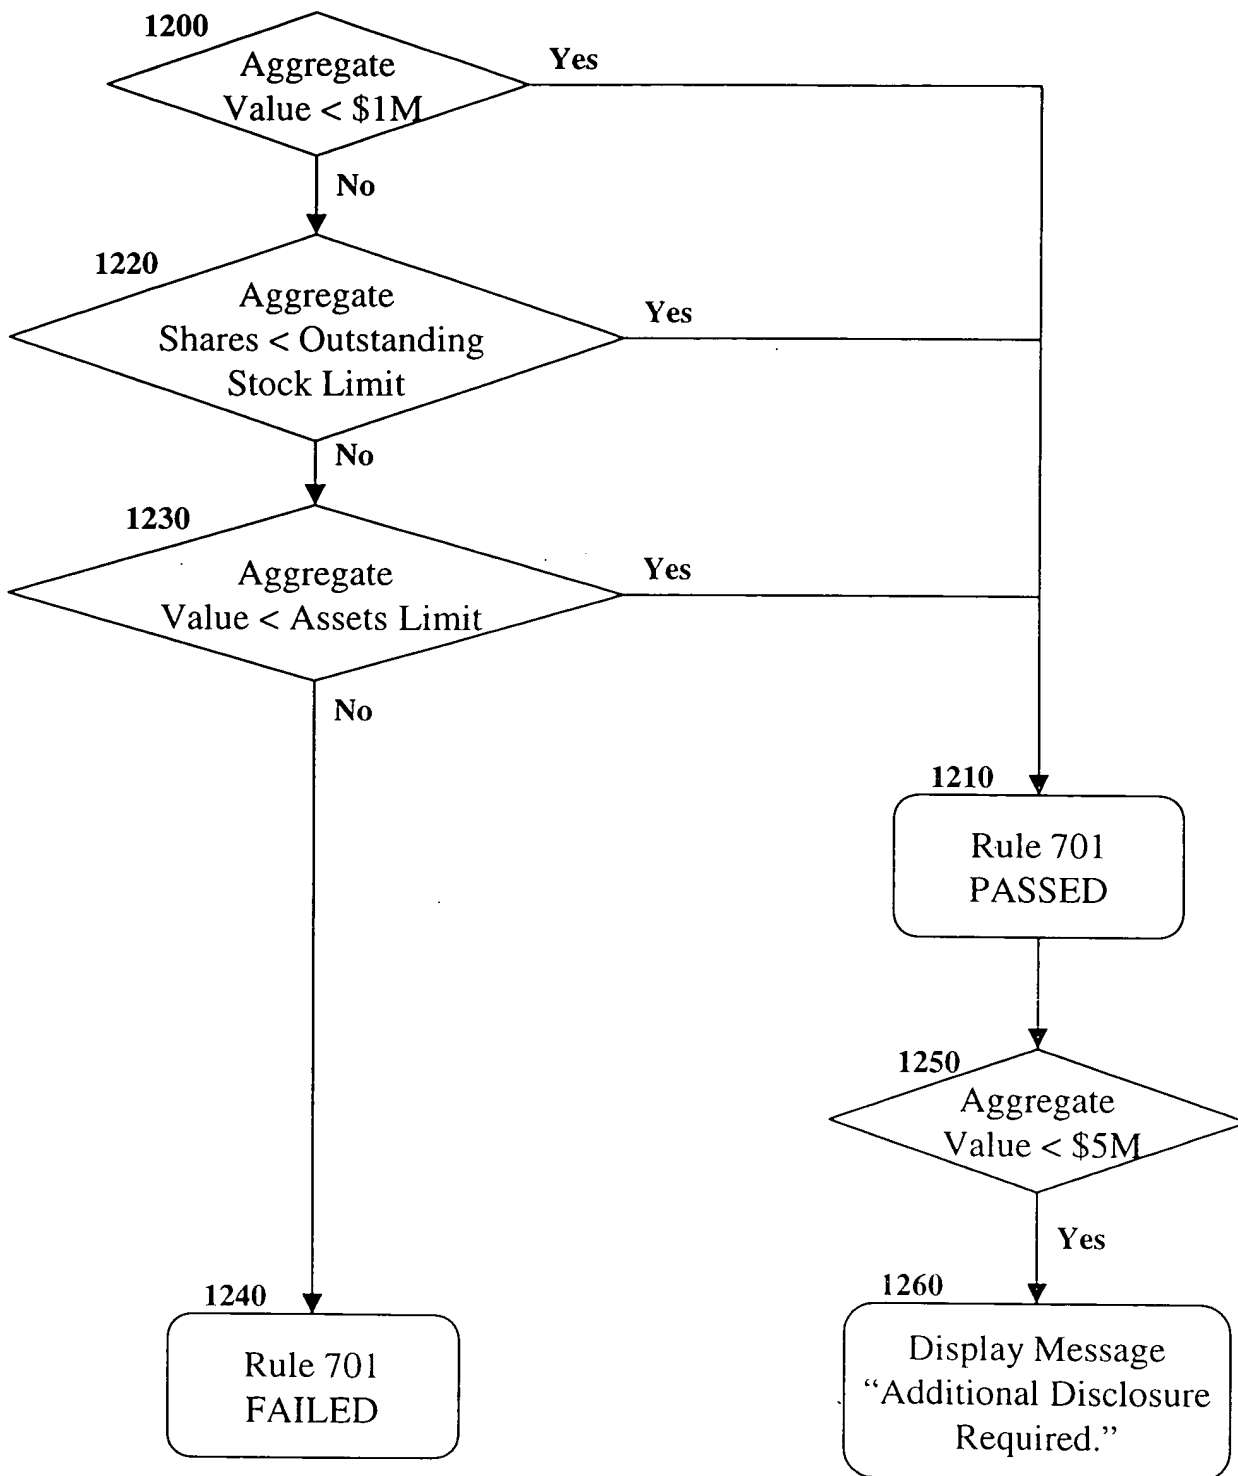 1200
Aggregate
Value < $1M
Yes
No
1220
Aggregate
Shares < Outstanding
Stock Limit
Yes
No
1230
Aggregate
Value < Assets Limit
Yes
No
1210
Rule 701
PASSED
1250
Aggregate
Value < $5M
Yes
1240
Rule 701
FAILED
1260
Display Message
“Additional Disclosure
Required.”